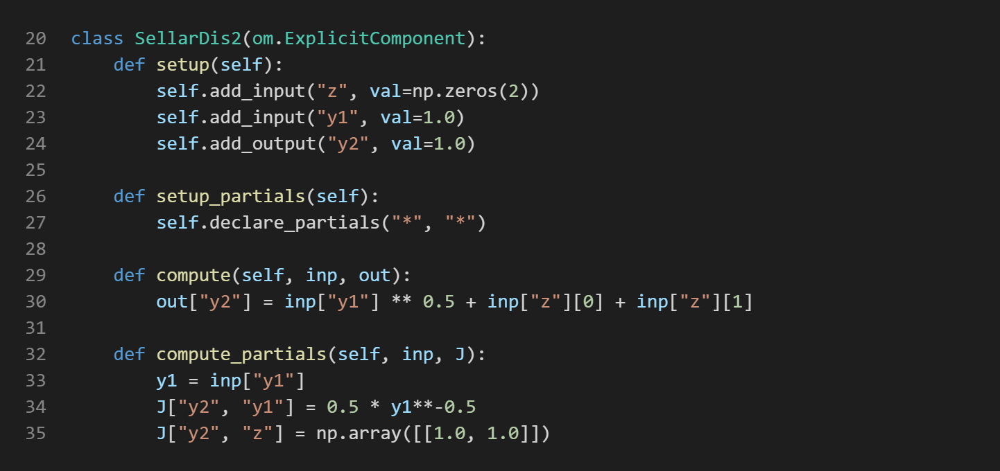 20 class SellarDis2(om.ExplicitComponent):
21     def setup(self):
22         self.add_input("z", val=np.zeros(2))
23         self.add_input("y1", val=1.0)
24         self.add_output("y2", val=1.0)
25
26     def setup_partials(self):
27         self.declare_partials("*", "*")
28
29     def compute(self, inp, out):
30         out["y2"] = inp["y1"] ** 0.5 + inp["z"][0] + inp["z"][1]
31
32     def compute_partials(self, inp, J):
33         y1 = inp["y1"]
34         J["y2", "y1"] = 0.5 * y1**-0.5
35         J["y2", "z"] = np.array([[1.0, 1.0]])